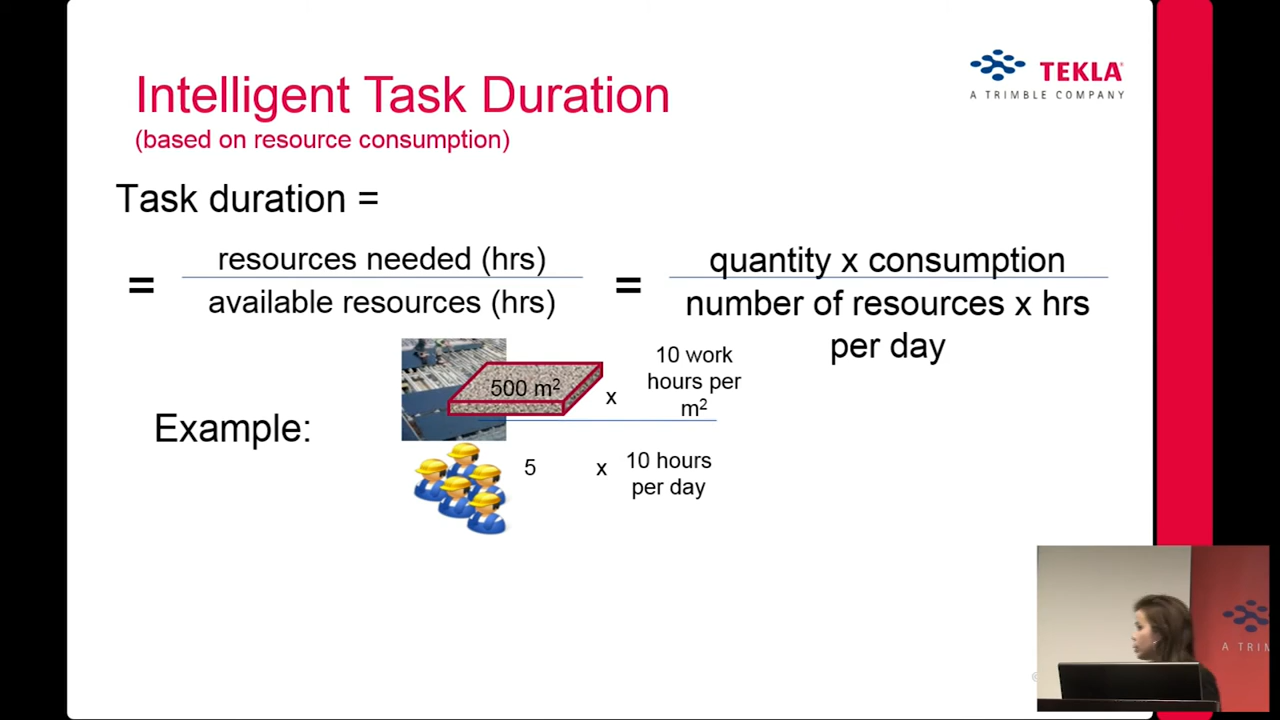 Intelligent Task Duration
(based on resource consumption)
TEKLA®
A TRIMBLE COMPANY
Task duration =
= resources needed (hrs) = quantity x consumption
available resources (hrs) number of resources x hrs
per day
500 m² x 10 work
hours per
m²
Example:
5 x 10 hours
per day
A TRIM